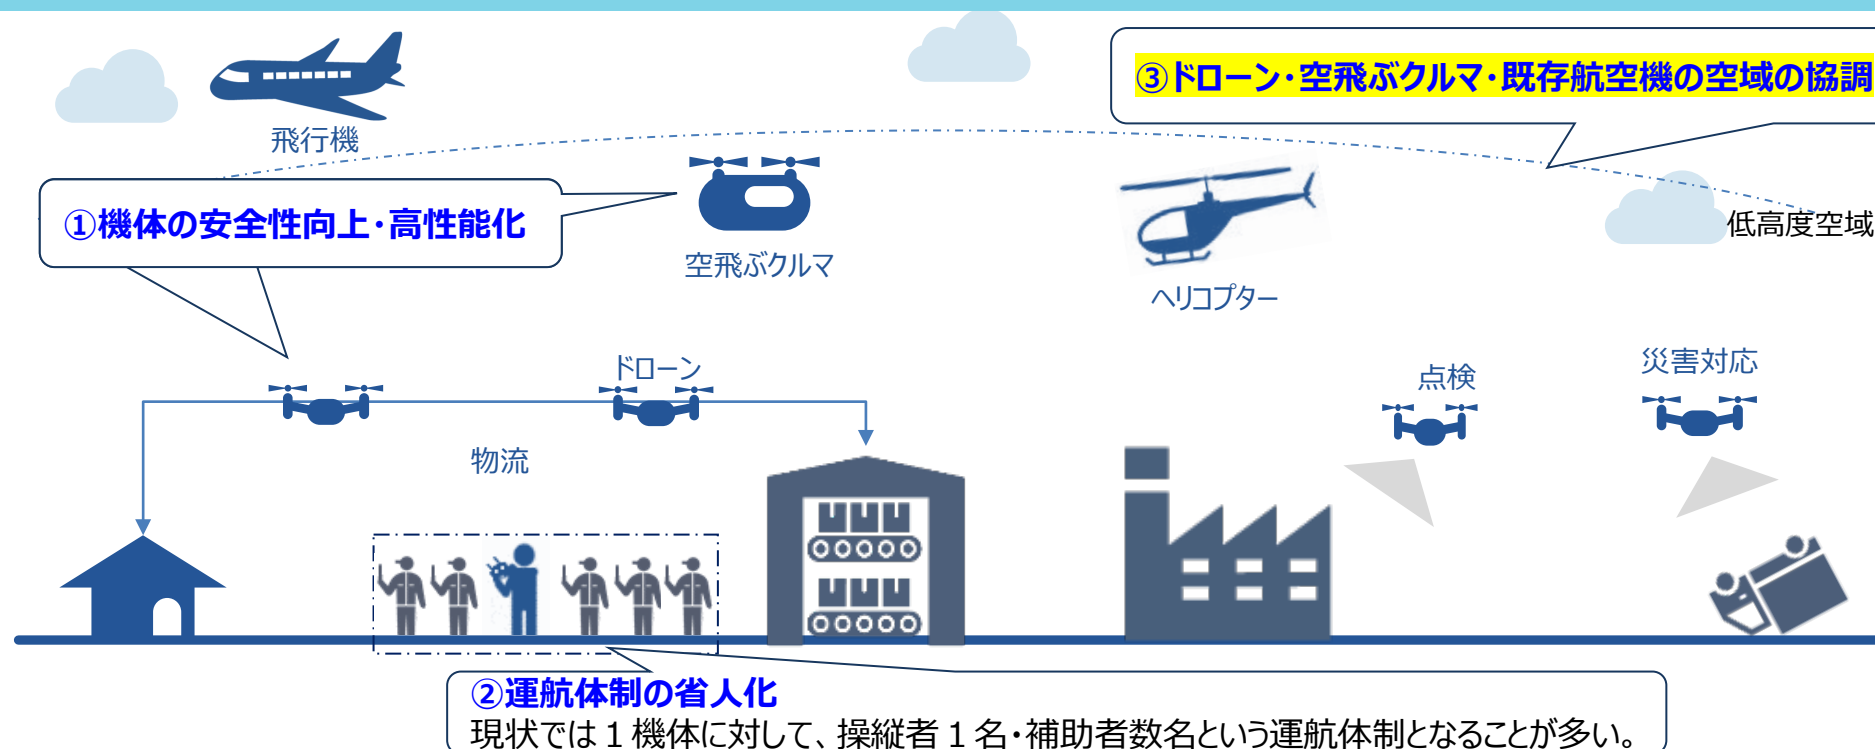 ③ドローン・空飛ぶクルマ・既存航空機の空域の協調
飛行機
①機体の安全性向上・高性能化
低高度空域
空飛ぶクルマ
ヘリコプター
ドローン
点検
災害対応
物流
②運航体制の省人化
現状では1機体に対して、操縦者1名・補助者数名という運航体制となることが多い。